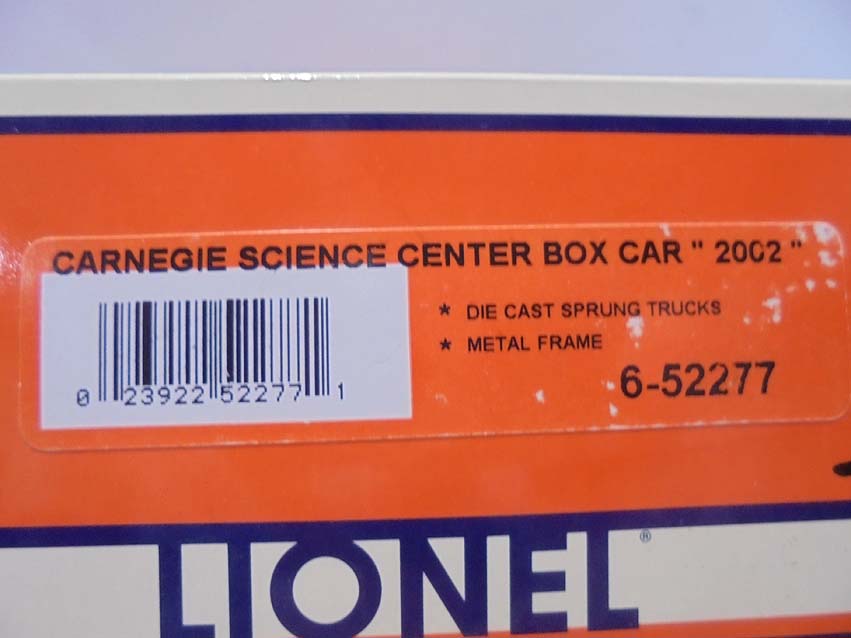 CARNEGIE SCIENCE CENTER BOX CAR " 2002 "
* DIE CAST SPRUNG TRUCKS
* METAL FRAME
6-52277
0 23922 52277 1
LIONEL®